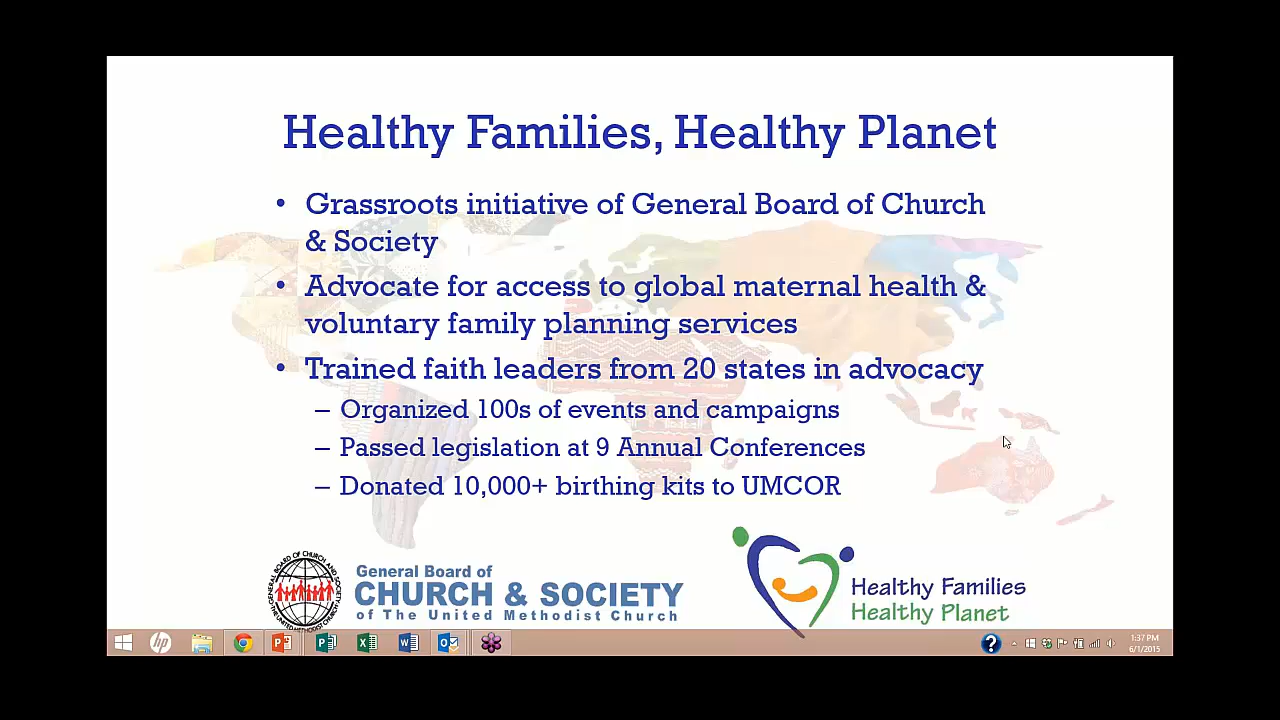 Healthy Families, Healthy Planet
• Grassroots initiative of General Board of Church
& Society
• Advocate for access to global maternal health &
voluntary family planning services
• Trained faith leaders from 20 states in advocacy
– Organized 100s of events and campaigns
– Passed legislation at 9 Annual Conferences
– Donated 10,000+ birthing kits to UMCOR
General Board of
CHURCH & SOCIETY
of The United Methodist Church
Healthy Families
Healthy Planet
hp
?
1:37 PM
6/1/2015